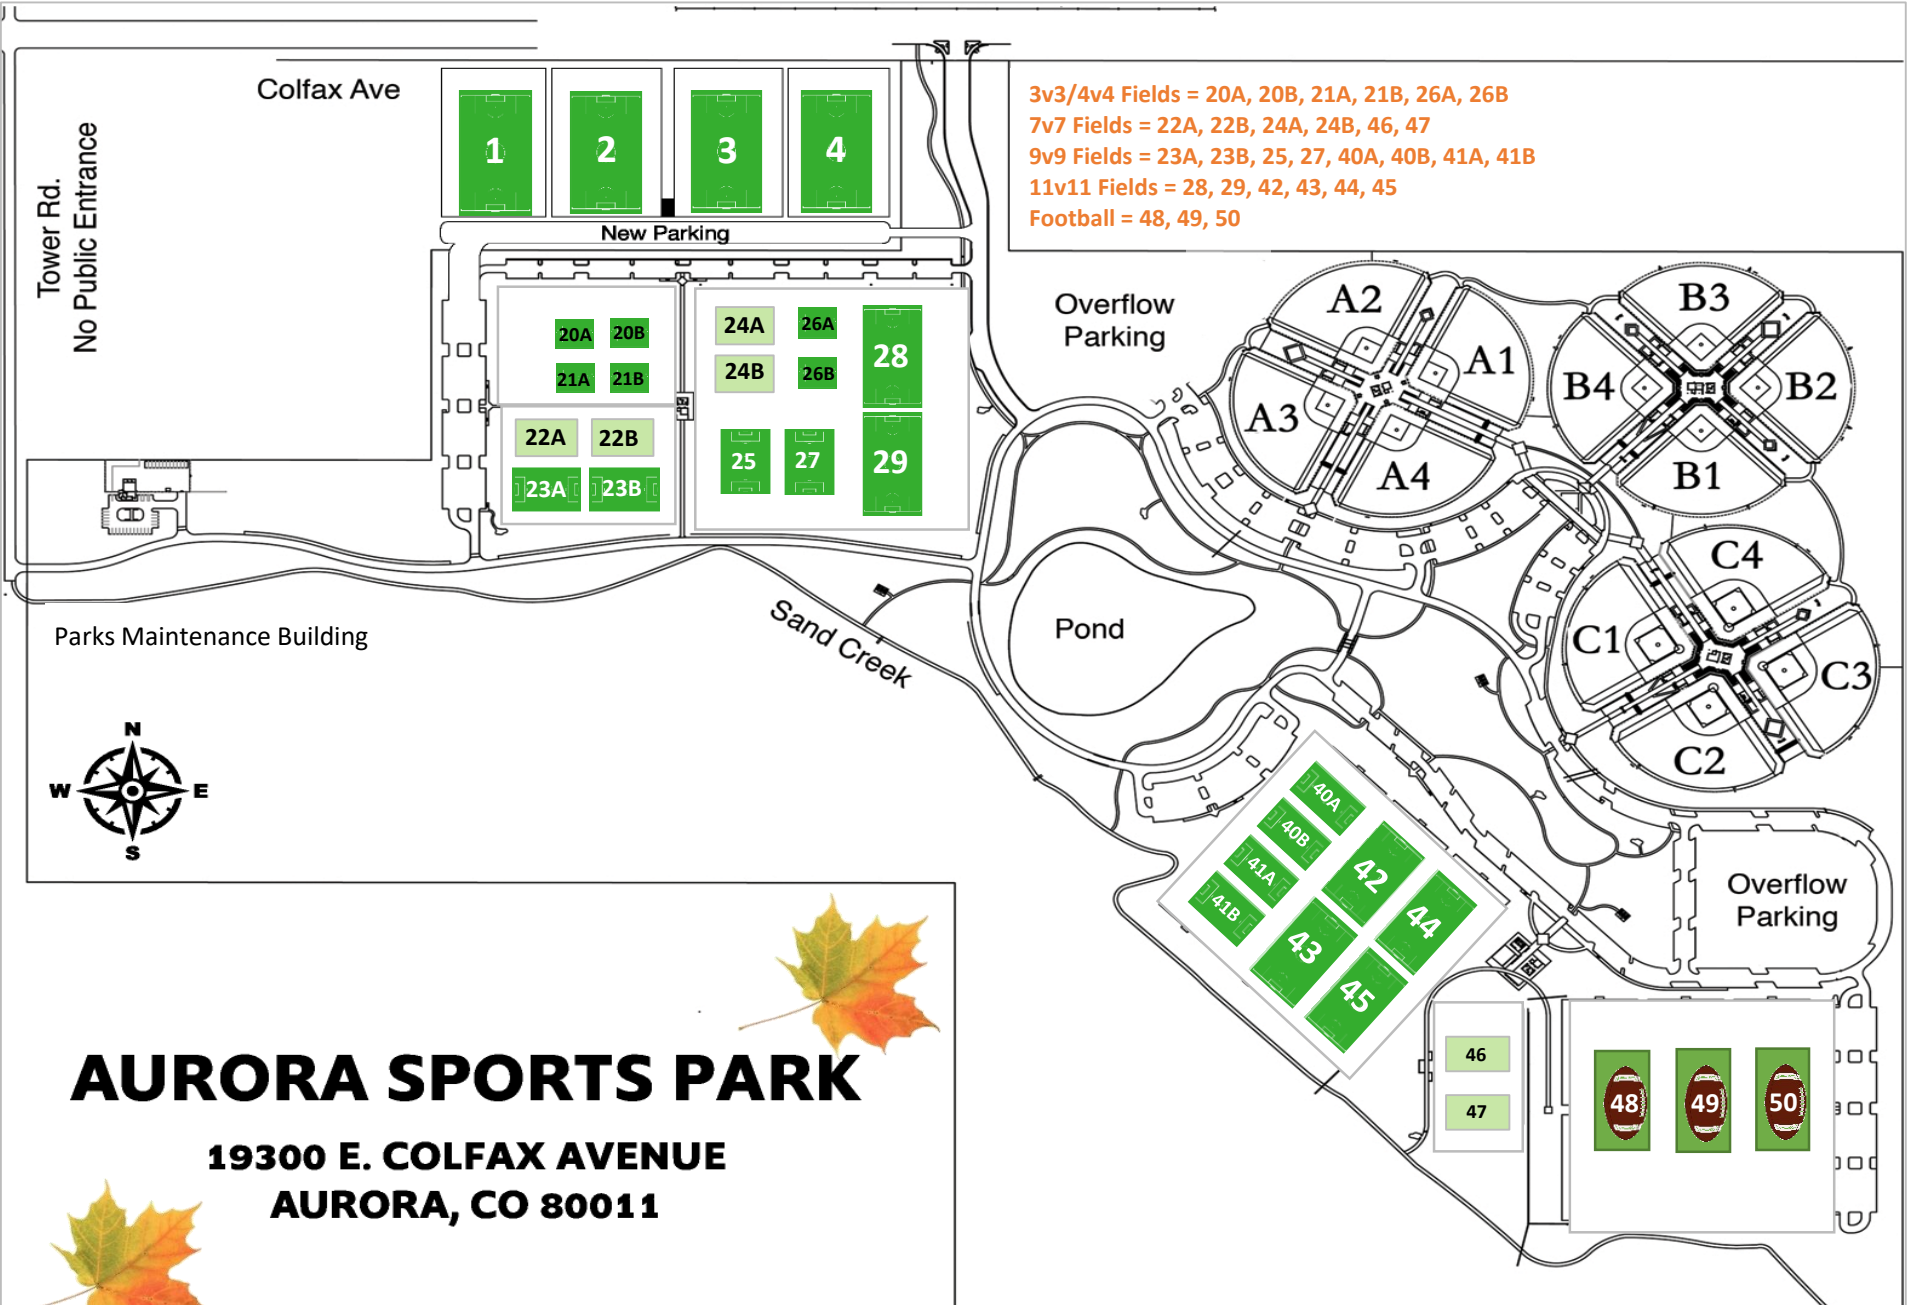 Colfax Ave
Tower Rd.
No Public Entrance
1
2
3
4
New Parking
3v3/4v4 Fields = 20A, 20B, 21A, 21B, 26A, 26B
7v7 Fields = 22A, 22B, 24A, 24B, 46, 47
9v9 Fields = 23A, 23B, 25, 27, 40A, 40B, 41A, 41B
11v11 Fields = 28, 29, 42, 43, 44, 45
Football = 48, 49, 50
20A
20B
21A
21B
22A
22B
23A
23B
24A
24B
26A
26B
25
27
28
29
Overflow
Parking
A2
A1
A3
A4
B3
B4
B2
B1
C4
C1
C3
C2
Pond
Sand Creek
Parks Maintenance Building
N
W
E
S
40A
40B
41A
41B
42
43
44
45
Overflow
Parking
46
47
48
49
50
AURORA SPORTS PARK
19300 E. COLFAX AVENUE
AURORA, CO 80011